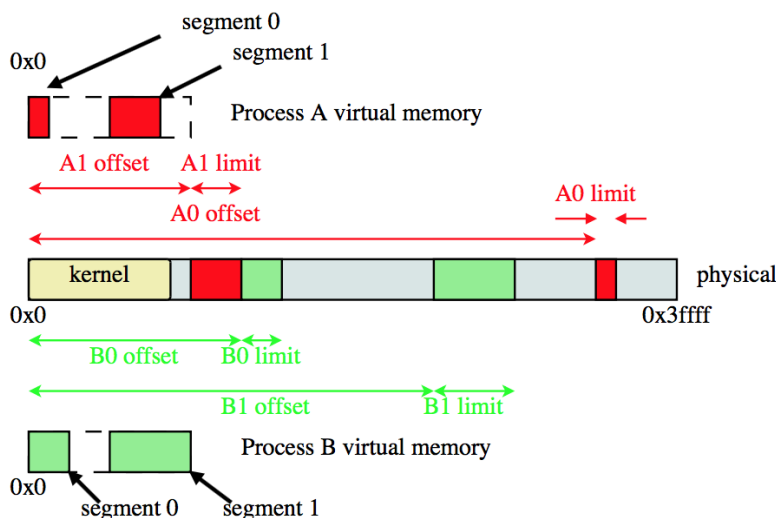 segment 0
0x0
segment 1
Process A virtual memory
A1 offset
A1 limit
A0 limit
A0 offset
kernel
physical
0x0
0x3ffff
B0 offset
B0 limit
B1 offset
B1 limit
Process B virtual memory
0x0
segment 0
segment 1